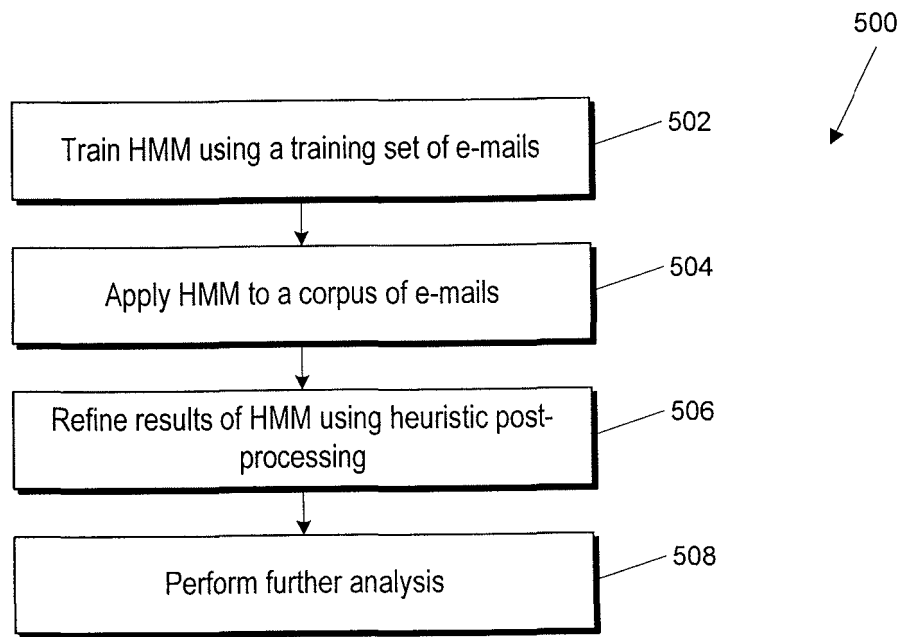 500
Train HMM using a training set of e-mails
502
Apply HMM to a corpus of e-mails
504
Refine results of HMM using heuristic post-
processing
506
Perform further analysis
508